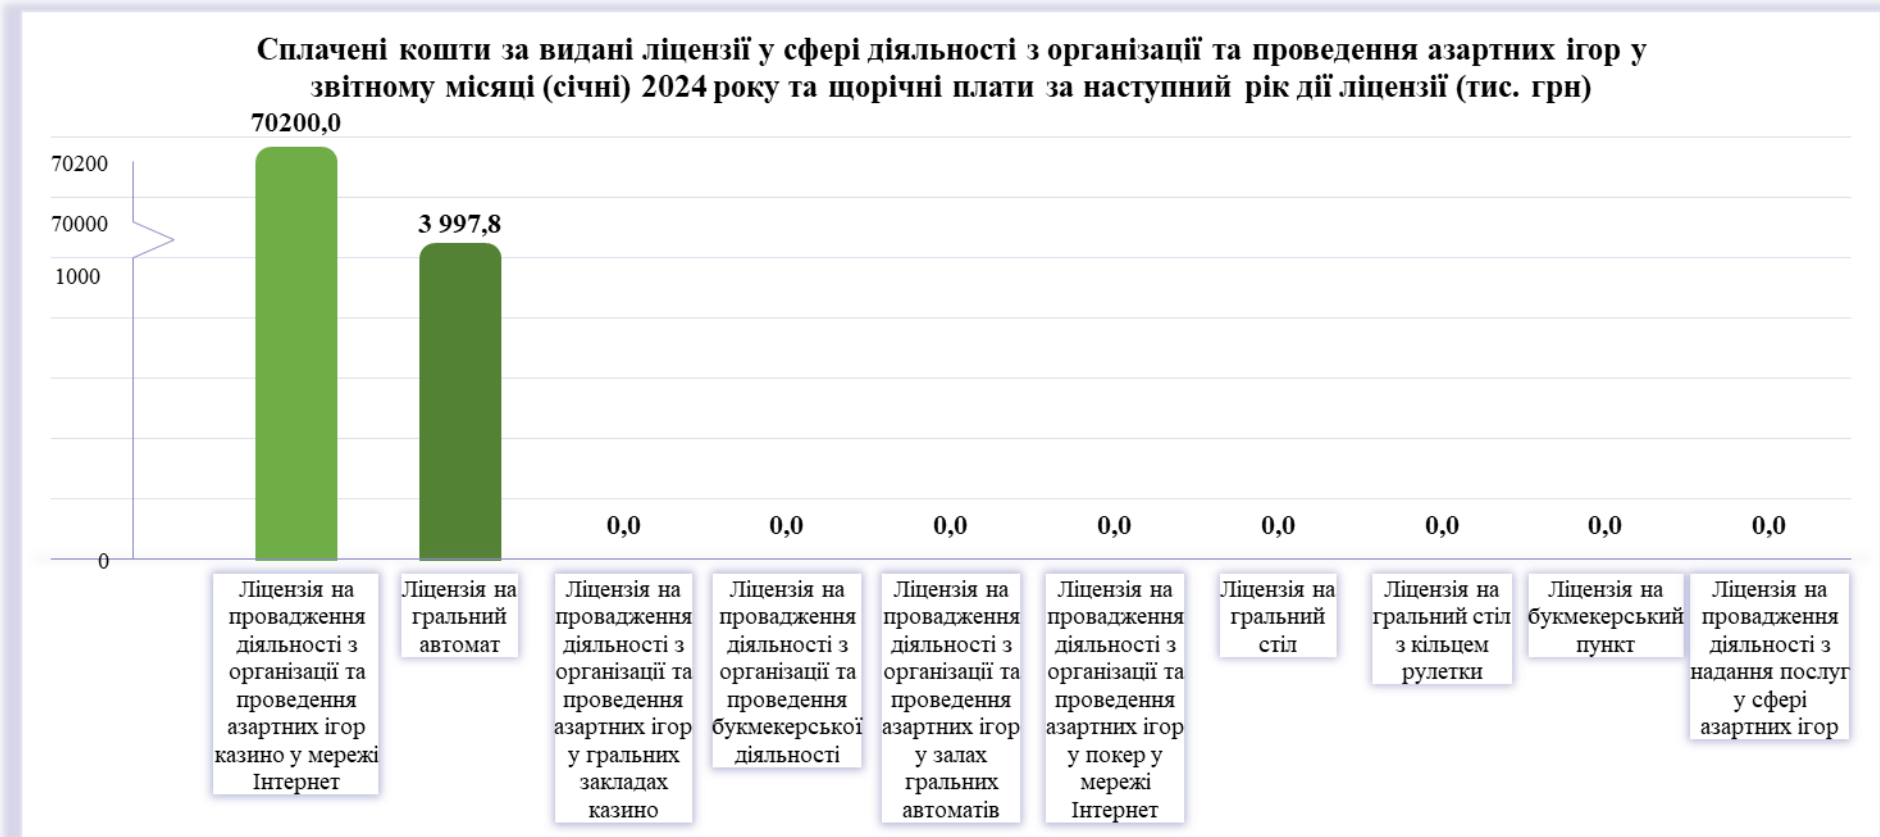 Сплачені кошти за видані ліцензії у сфері діяльності з організації та проведення азартних ігор у
звітному місяці (січні) 2024 року та щорічні плати за наступний рік дії ліцензії (тис. грн)
70200,0
70200
3 997,8
70000
1000
0,0
0,0
0,0
0,0
0,0
0,0
0,0
0,0
0
Ліцензія на
провадження
діяльності з
організації та
проведення
азартних ігор
казино у мережі
Інтернет
Ліцензія на
гральний
автомат
Ліцензія на
провадження
діяльності з
організації та
проведення
азартних ігор
у гральних
закладах
казино
Ліцензія на
провадження
діяльності з
організації та
проведення
букмекерської
діяльності
Ліцензія на
провадження
діяльності з
організації та
проведення
азартних ігор
у залах
гральних
автоматів
Ліцензія на
провадження
діяльності з
організації та
проведення
азартних ігор
у покер у
мережі
Інтернет
Ліцензія на
гральний
стіл
Ліцензія на
гральний стіл
з кільцем
рулетки
Ліцензія на
букмекерський
пункт
Ліцензія на
провадження
діяльності з
надання послуг
у сфері
азартних ігор